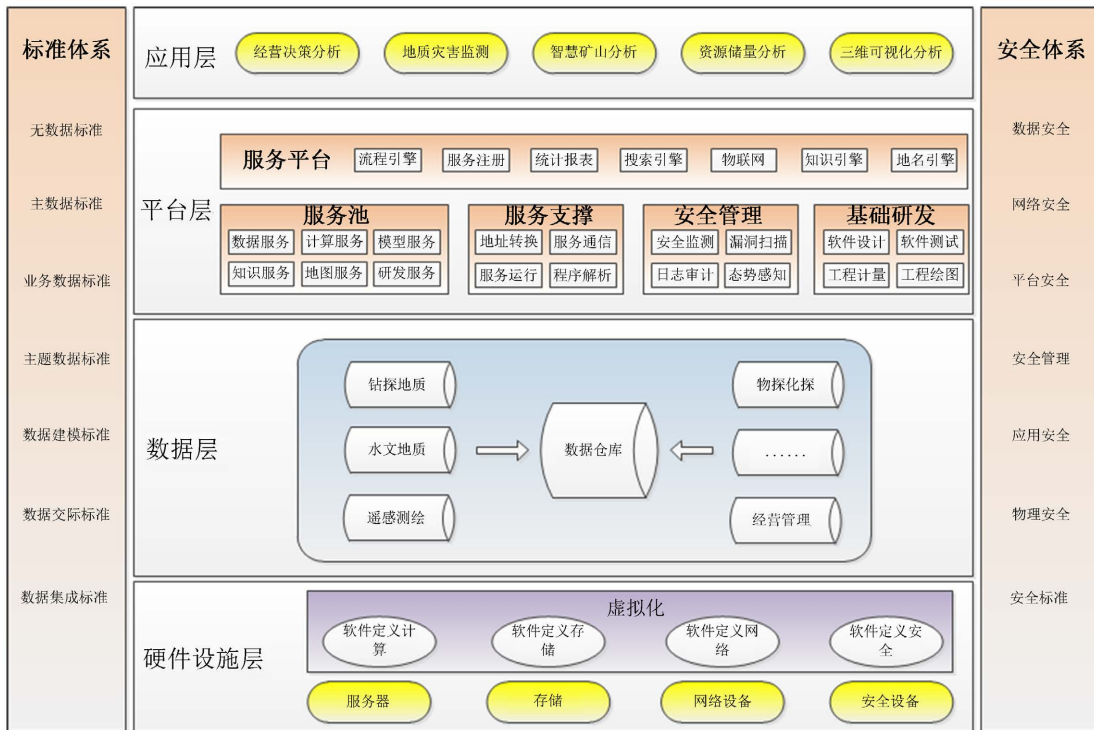 标准体系
无数据标准
主数据标准
业务数据标准
主题数据标准
数据建模标准
数据交际标准
数据集成标准
应用层
经营决策分析
地质灾害监测
智慧矿山分析
资源储量分析
三维可视化分析
平台层
服务平台
流程引擎
服务注册
统计报表
搜索引擎
物联网
知识引擎
地名引擎
服务池
数据服务
计算服务
模型服务
知识服务
地图服务
研发服务
服务支撑
地址转换
服务通信
服务运行
程序解析
安全管理
安全监测
漏洞扫描
日志审计
态势感知
基础研发
软件设计
软件测试
工程计量
工程绘图
数据层
钻探地质
水文地质
遥感测绘
数据仓库
物探化探
······
经营管理
硬件设施层
虚拟化
软件定义计
算
软件定义存
储
软件定义网
络
软件定义安
全
服务器
存储
网络设备
安全设备
安全体系
数据安全
网络安全
平台安全
安全管理
应用安全
物理安全
安全标准